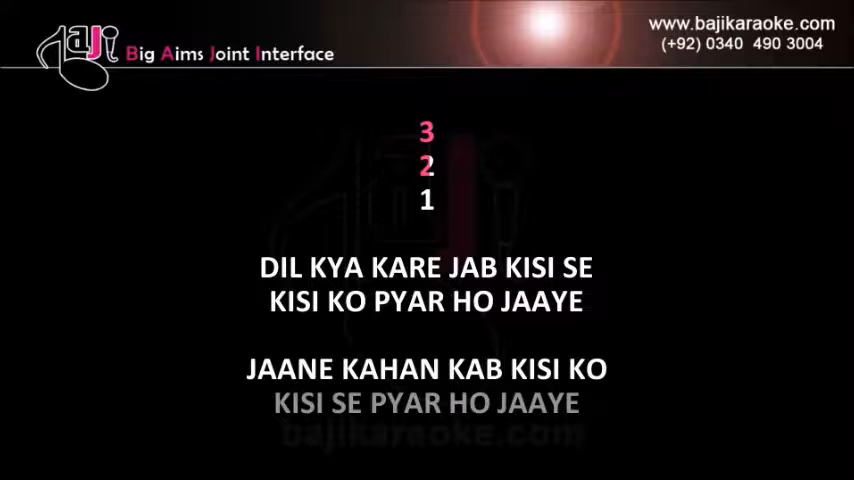 www.bajikaraoke.com
(+92) 0340 490 3004
BaJi
Big Aims Joint Interface
3
2
1
DIL KYA KARE JAB KISI SE
KISI KO PYAR HO JAAYE
JAANE KAHAN KAB KISI KO
KISI SE PYAR HO JAAYE
bajikaraoke.com